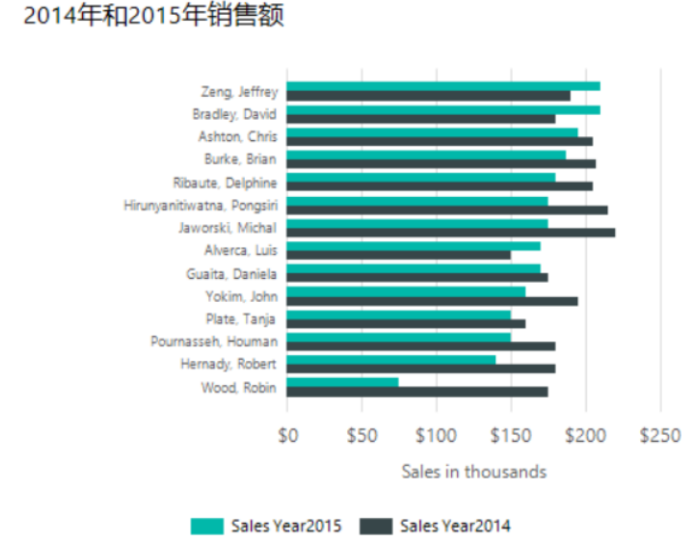 2014年和2015年销售额
Zeng, Jeffrey
Bradley, David
Ashton, Chris
Burke, Brian
Ribaute, Delphine
Hirunyanitiwatna, Pongsiri
Jaworski, Michal
Alverca, Luis
Guaita, Daniela
Yokim, John
Plate, Tanja
Pournasseh, Houman
Hernady, Robert
Wood, Robin
$0 $50 $100 $150 $200 $250
Sales in thousands
Sales Year2015 Sales Year2014